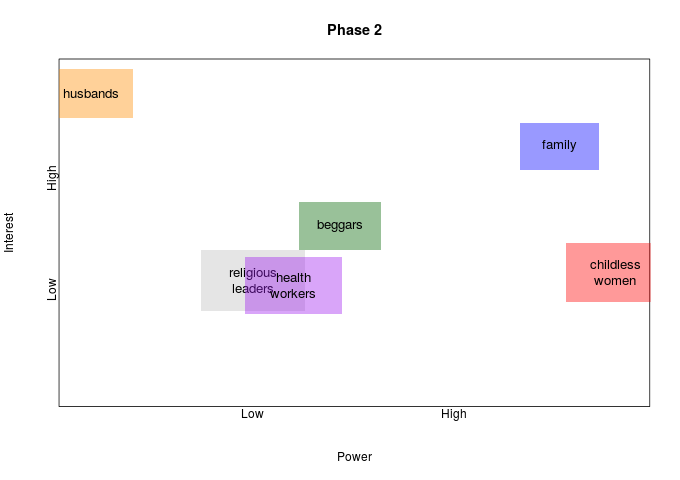 Phase 2
husbands
family
beggars
childless
women
religious
leaders
health
workers
Interest
High
Low
Low
High
Power